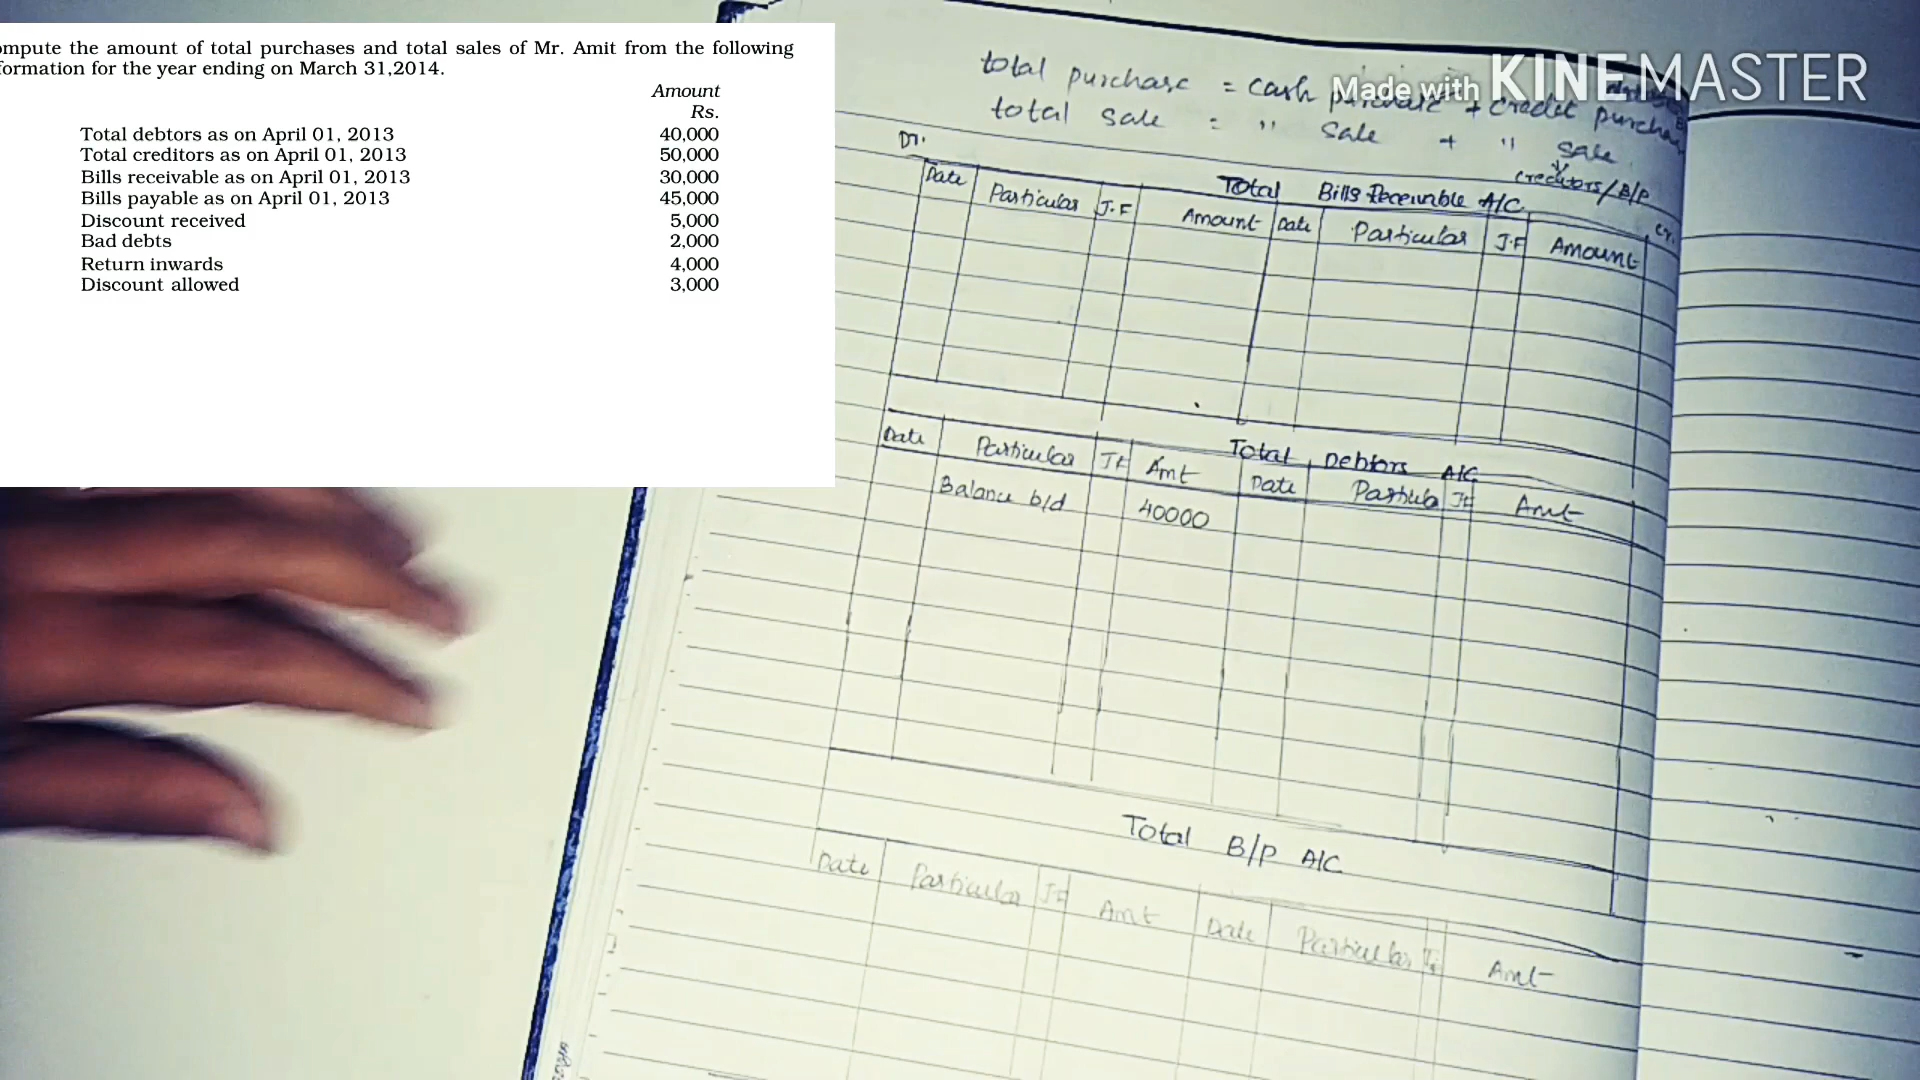 ompute the amount of total purchases and total sales of Mr. Amit from the following
formation for the year ending on March 31,2014.
Amount
Rs.
Total debtors as on April 01, 2013 40,000
Total creditors as on April 01, 2013 50,000
Bills receivable as on April 01, 2013 30,000
Bills payable as on April 01, 2013 45,000
Discount received 5,000
Bad debts 2,000
Return inwards 4,000
Discount allowed 3,000
Made with KINEMASTER
total purchase = cash purchase + credit purchas
total sale = " sale + " sale
creditors/B/P
Dr. Total Bills Receivable A/C Cr.
Date Particular J.F Amount Date Particular J.F Amount
Total Debtors A/C
Date Particular J.F Amt Date Particula J.F Amt
Balance b/d 40000
Total B/P A/C
Date Particular J.F Amt Date Particular J.F Amt